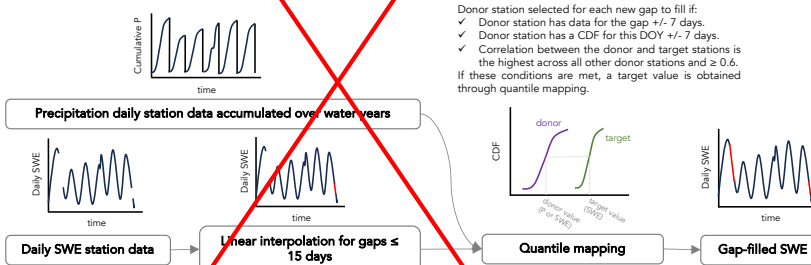 Donor station selected for each new gap to fill if:
✓ Donor station has data for the gap +/- 7 days.
✓ Donor station has a CDF for this DOY +/- 7 days.
✓ Correlation between the donor and target stations is
the highest across all other donor stations and ≥ 0.6.
If these conditions are met, a target value is obtained
through quantile mapping.
Cumulative P
time
Precipitation daily station data accumulated over water years
Daily SWE
time
Daily SWE
time
CDF
donor
target
donor value
(P or SWE)
target value
(SWE)
Daily SWE
time
Daily SWE station data
Linear interpolation for gaps ≤
15 days
Quantile mapping
Gap-filled SWE